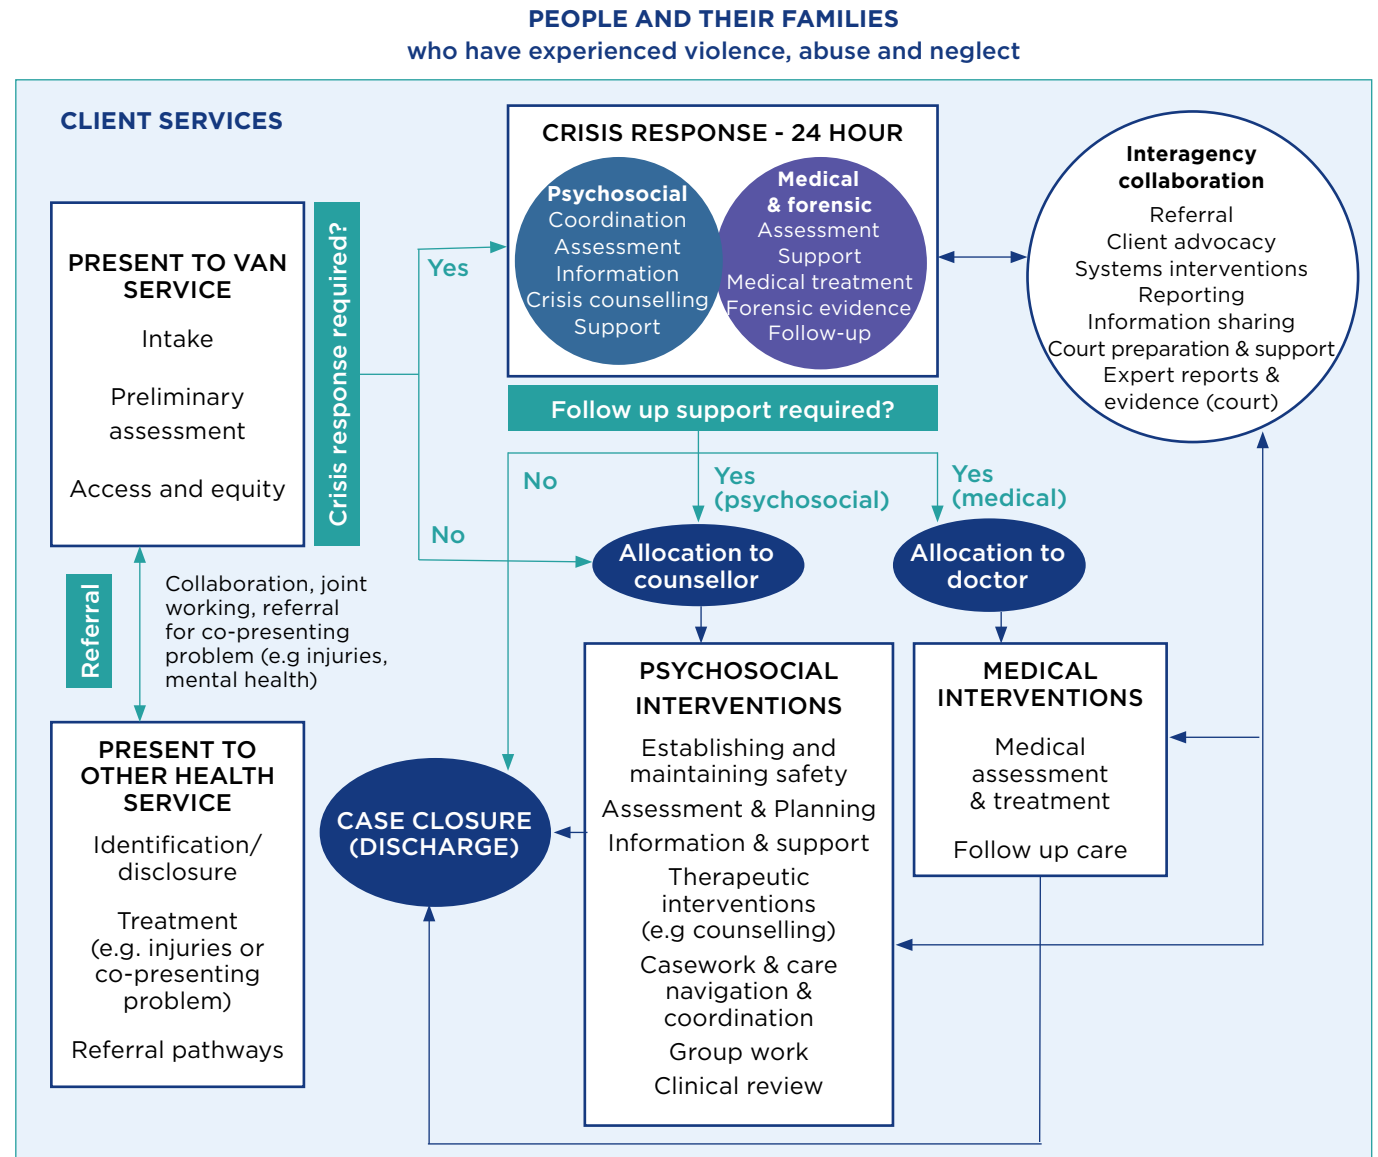 PEOPLE AND THEIR FAMILIES
who have experienced violence, abuse and neglect
CLIENT SERVICES
PRESENT TO VAN
SERVICE
Intake
Preliminary
assessment
Access and equity
Crisis response required?
Yes
No
CRISIS RESPONSE - 24 HOUR
Psychosocial
Coordination
Assessment
Information
Crisis counselling
Support
Medical
& forensic
Assessment
Support
Medical treatment
Forensic evidence
Follow-up
Interagency
collaboration
Referral
Client advocacy
Systems interventions
Reporting
Information sharing
Court preparation & support
Expert reports &
evidence (court)
Follow up support required?
No
Yes
(psychosocial)
Yes
(medical)
Allocation to
counsellor
Allocation to
doctor
Referral
Collaboration, joint
working, referral
for co-presenting
problem (e.g injuries,
mental health)
PRESENT TO
OTHER HEALTH
SERVICE
Identification/
disclosure
Treatment
(e.g. injuries or
co-presenting
problem)
Referral pathways
CASE CLOSURE
(DISCHARGE)
PSYCHOSOCIAL
INTERVENTIONS
Establishing and
maintaining safety
Assessment & Planning
Information & support
Therapeutic
interventions
(e.g counselling)
Casework & care
navigation &
coordination
Group work
Clinical review
MEDICAL
INTERVENTIONS
Medical
assessment
& treatment
Follow up care